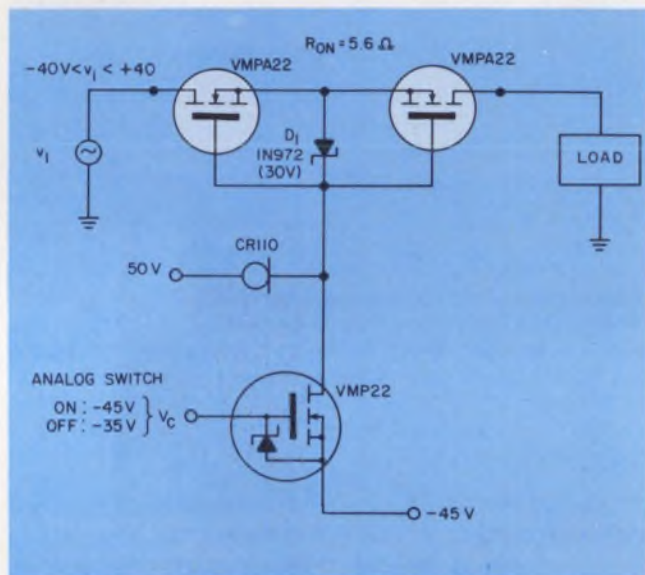 R_ON = 5.6 Ω
VMPA22
VMPA22
-40V < v_i < +40
v_i
D_1
1N972
(30V)
LOAD
CR110
50 V
ANALOG SWITCH
ON : -45V
OFF : -35V
V_C
VMP22
-45 V